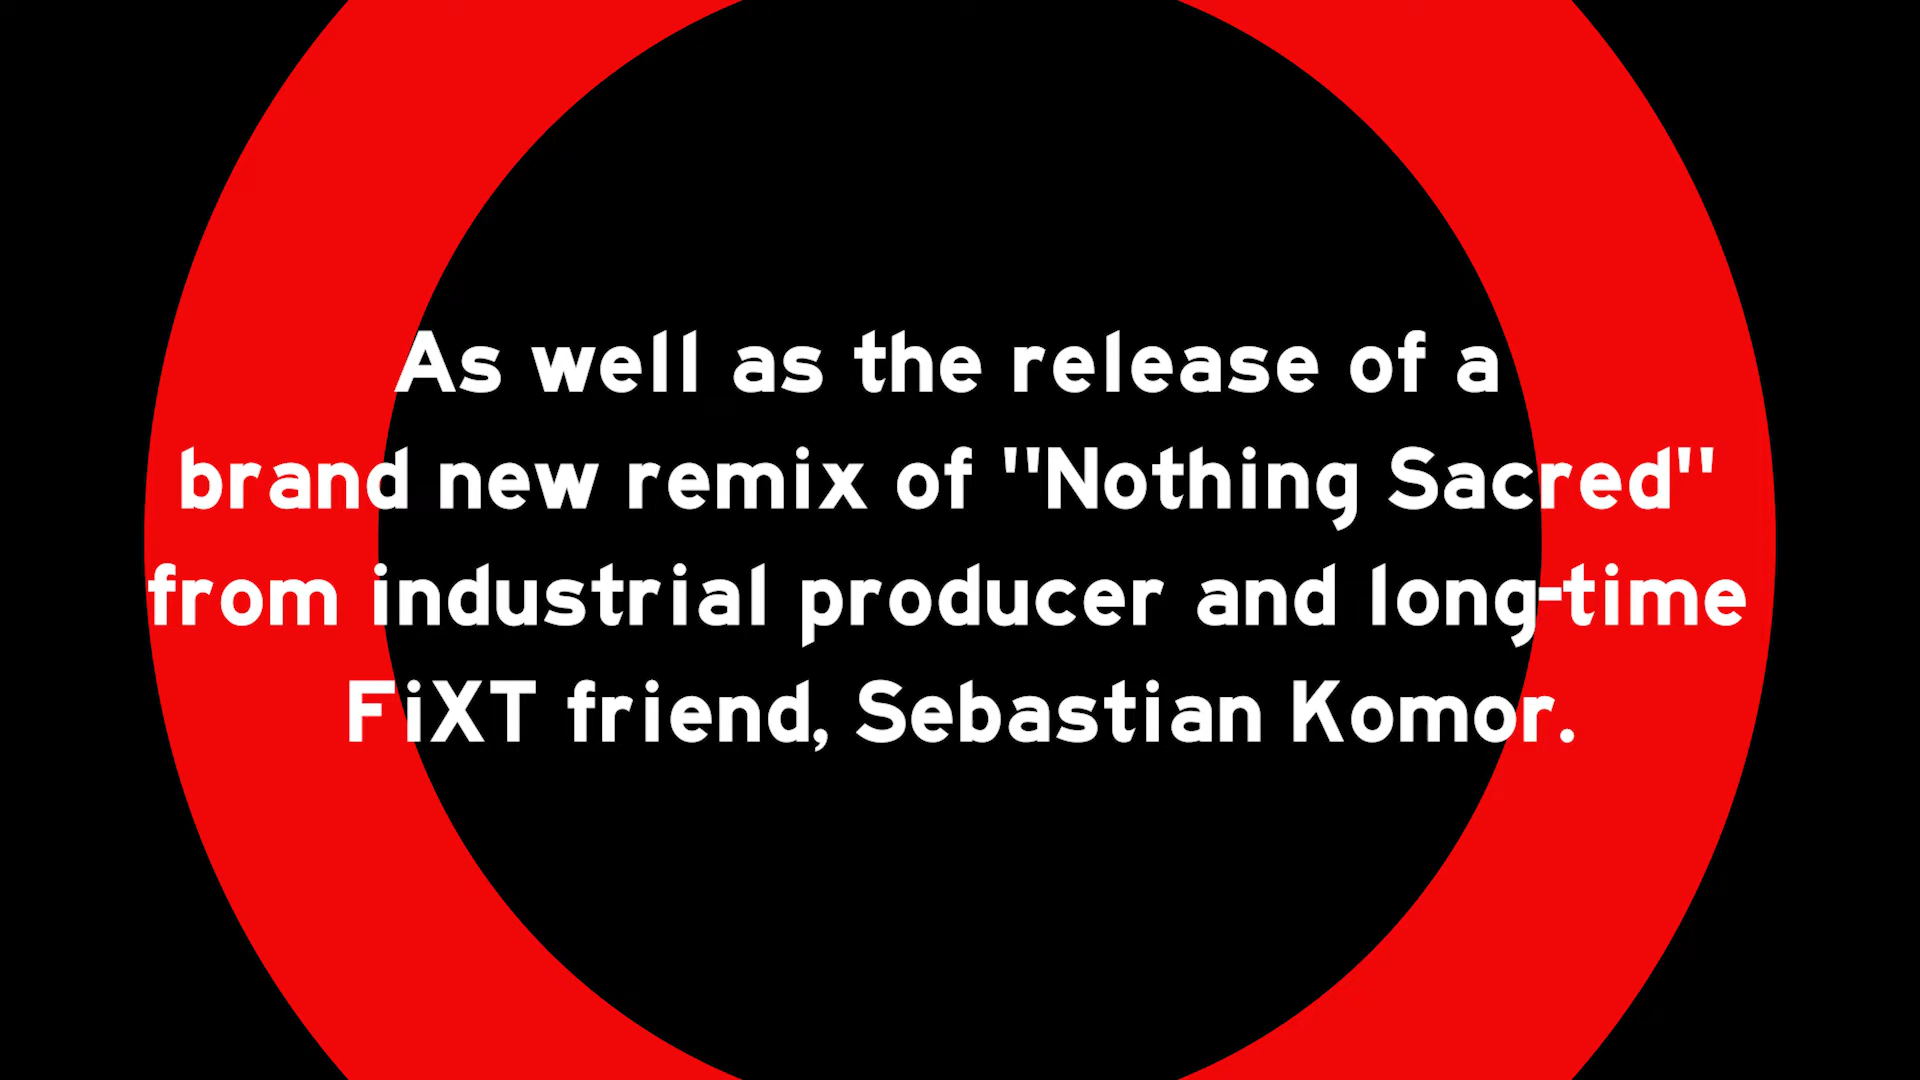 As well as the release of a
brand new remix of "Nothing Sacred"
from industrial producer and long-time
FiXT friend, Sebastian Komor.